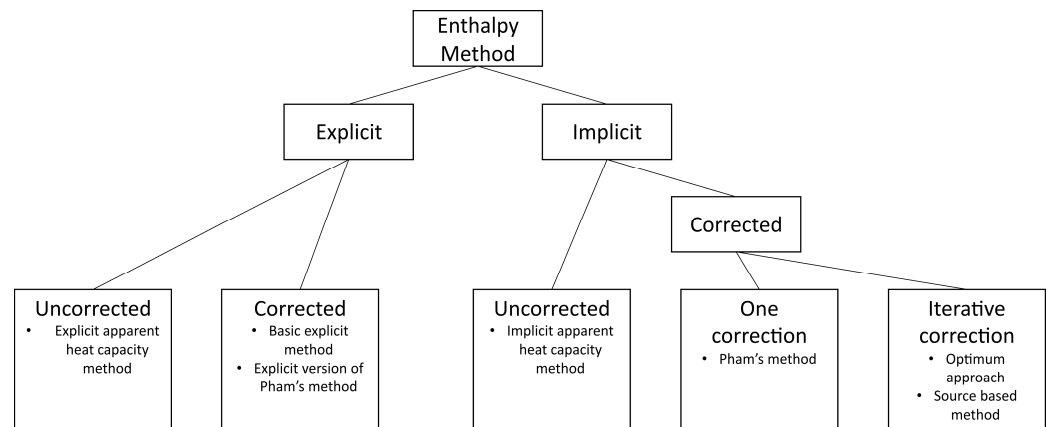 Enthalpy
Method
Explicit
Implicit
Corrected
Uncorrected
• Explicit apparent
heat capacity
method
Corrected
• Basic explicit
method
• Explicit version of
Pham's method
Uncorrected
• Implicit apparent
heat capacity
method
One
correction
• Pham's method
Iterative
correction
• Optimum
approach
• Source based
method